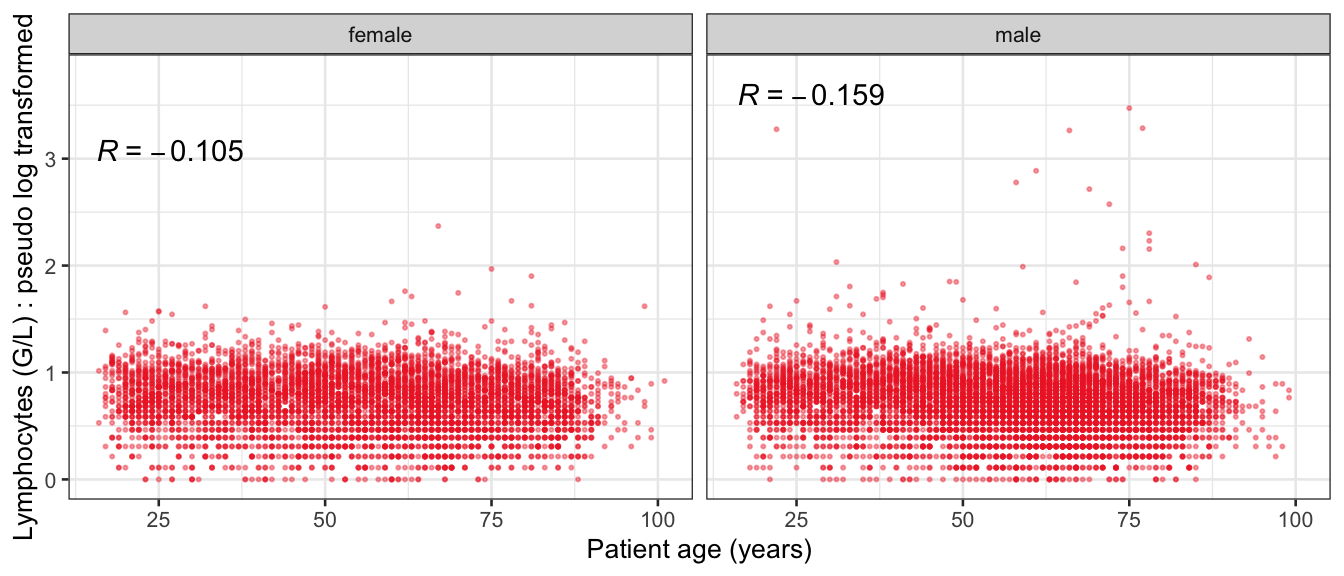 female
male
Lymphocytes (G/L) : pseudo log transformed
R = −0.105
R = −0.159
3
2
1
0
25
50
75
100
25
50
75
100
Patient age (years)